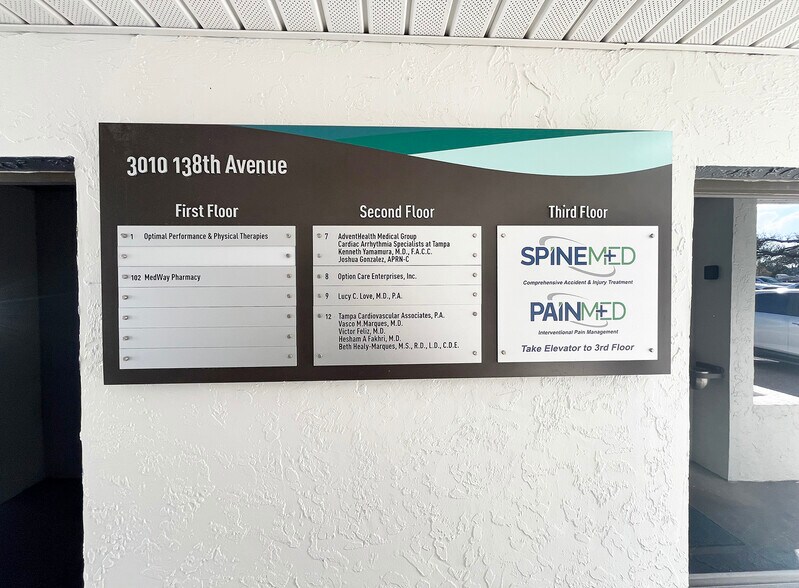 3010 138th Avenue
First Floor
1 Optimal Performance & Physical Therapies
102 MedWay Pharmacy
Second Floor
7 AdventHealth Medical Group
Cardiac Arrhythmia Specialists at Tampa
Kenneth Yamamura, M.D., F.A.C.C.
Joshua Gonzalez, APRN-C
8 Option Care Enterprises, Inc.
9 Lucy C. Love, M.D., P.A.
12 Tampa Cardiovascular Associates, P.A.
Vasco M. Marques, M.D.
Victor Feliz, M.D.
Hesham A Fakhri, M.D.
Beth Healy-Marques, M.S., R.D., L.D., C.D.E.
Third Floor
SPINEMED
Comprehensive Accident & Injury Treatment
PAINMED
Interventional Pain Management
Take Elevator to 3rd Floor